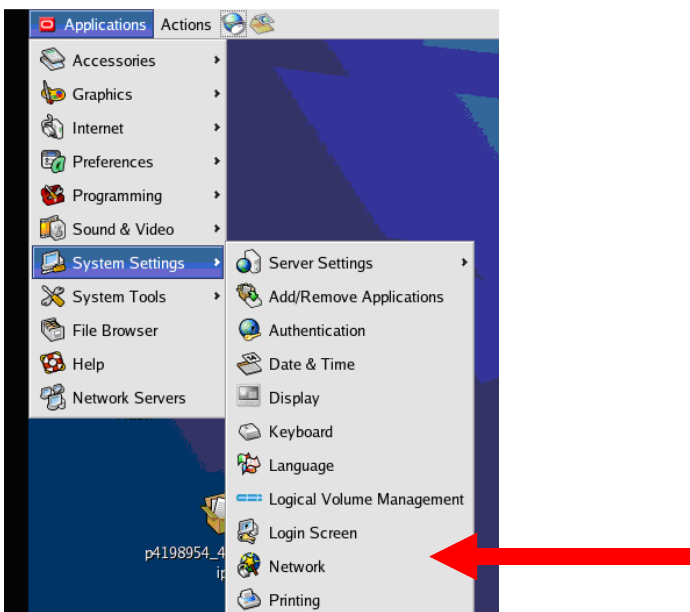 Applications Actions
Accessories
Graphics
Internet
Preferences
Programming
Sound & Video
System Settings
System Tools
File Browser
Help
Network Servers
Server Settings
Add/Remove Applications
Authentication
Date & Time
Display
Keyboard
Language
Logical Volume Management
Login Screen
Network
Printing
p4198954_4